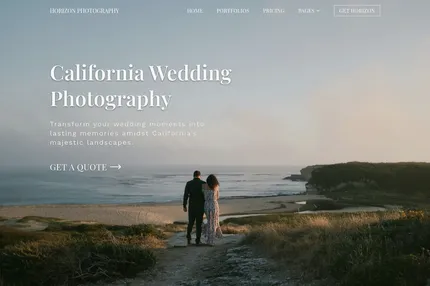 HORIZON PHOTOGRAPHY
HOME PORTFOLIOS PRICING PAGES GET HORIZON
California Wedding
Photography
Transform your wedding moments into
lasting memories amidst California's
majestic landscapes.
GET A QUOTE →